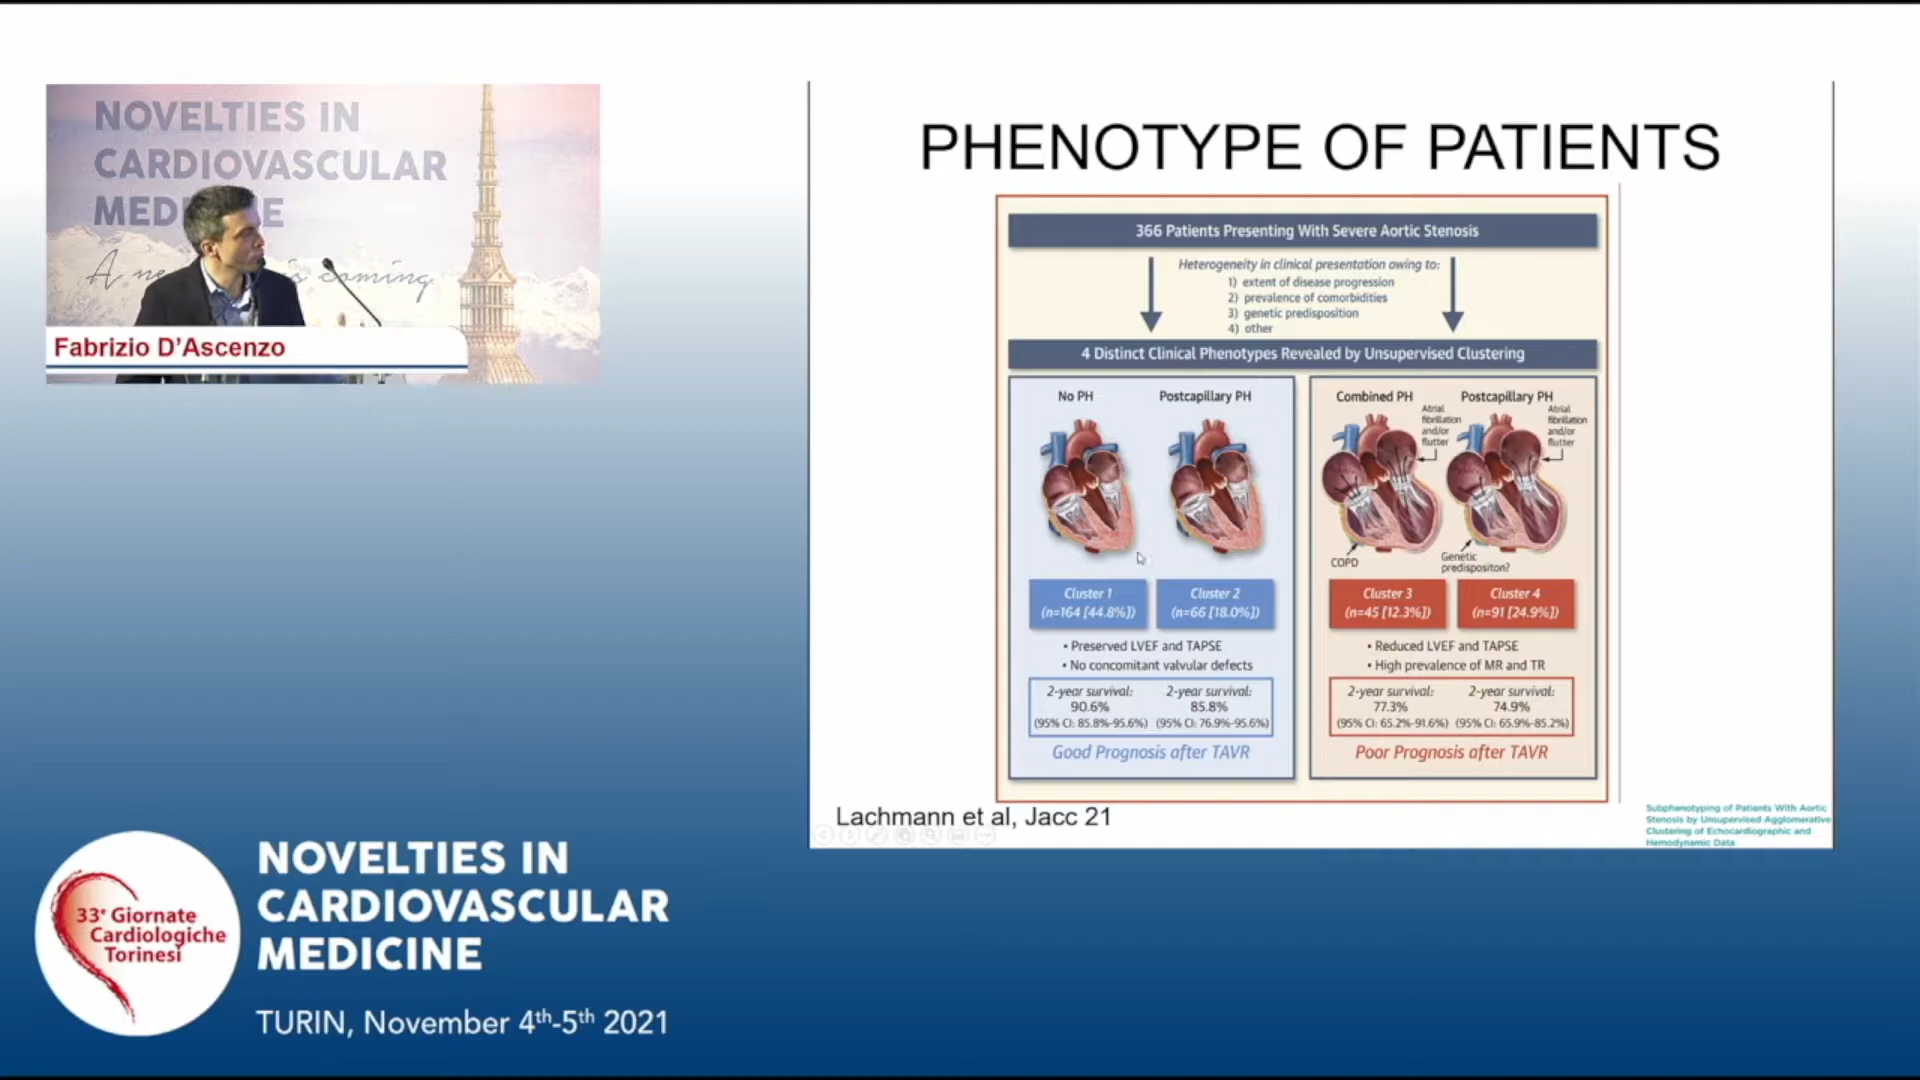 NOVELTIES IN
CARDIOVASCULAR
MED E
A ne is coming
Fabrizio D'Ascenzo
PHENOTYPE OF PATIENTS
366 Patients Presenting With Severe Aortic Stenosis
Heterogeneity in clinical presentation owing to:
1) extent of disease progression
2) prevalence of comorbidities
3) genetic predisposition
4) other
4 Distinct Clinical Phenotypes Revealed by Unsupervised Clustering
No PH
Postcapillary PH
Combined PH
Postcapillary PH
Atrial
fibrillation
and/or
flutter
Atrial
fibrillation
and/or
flutter
COPD
Genetic
predispositon?
Cluster 1
(n=164 [44.8%])
Cluster 2
(n=66 [18.0%])
Cluster 3
(n=45 [12.3%])
Cluster 4
(n=91 [24.9%])
• Preserved LVEF and TAPSE
• No concomitant valvular defects
• Reduced LVEF and TAPSE
• High prevalence of MR and TR
2-year survival:
90.6%
(95% CI: 85.8%-95.6%)
2-year survival:
85.8%
(95% CI: 76.9%-95.6%)
2-year survival:
77.3%
(95% CI: 65.2%-91.6%)
2-year survival:
74.9%
(95% CI: 65.9%-85.2%)
Good Prognosis after TAVR
Poor Prognosis after TAVR
Lachmann et al, Jacc 21
Subphenotyping of Patients With Aortic
Stenosis by Unsupervised Agglomerative
Clustering of Echocardiographic and
Hemodynamic Data
33e Giornate
Cardiologiche
Torinesi
NOVELTIES IN
CARDIOVASCULAR
MEDICINE
TURIN, November 4th-5th 2021